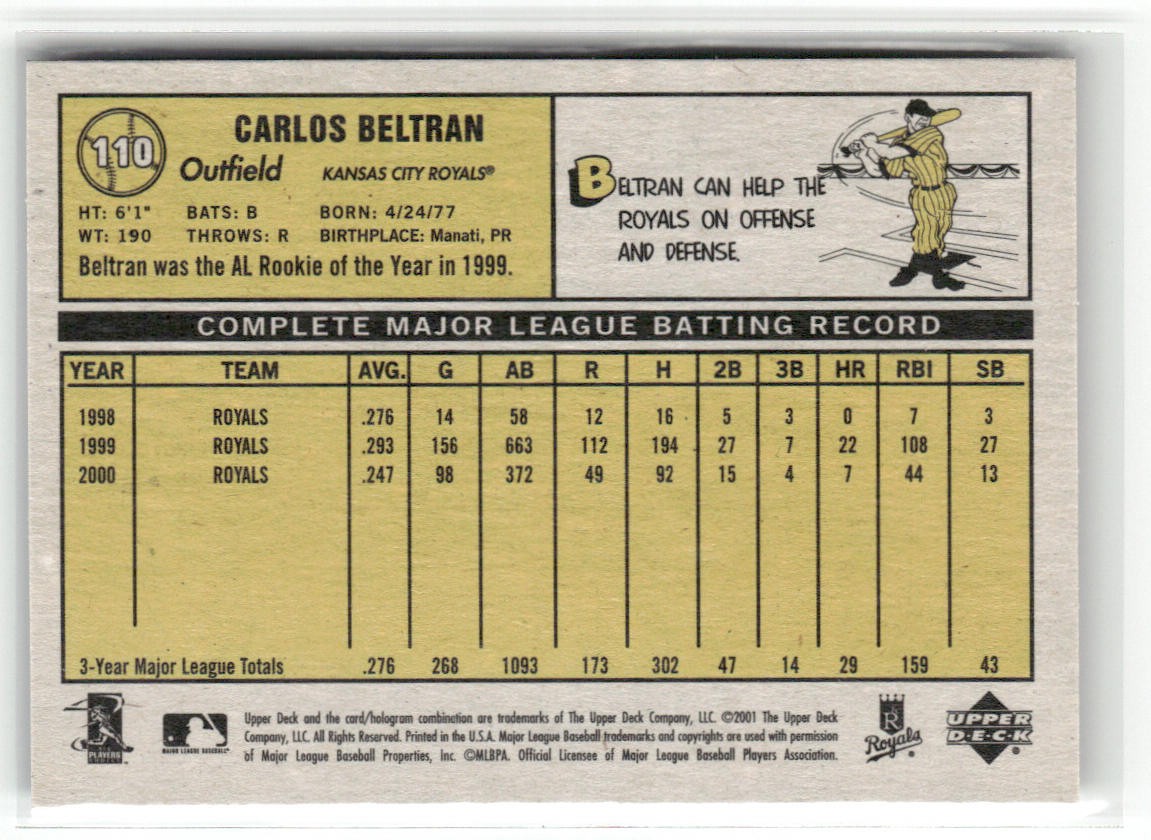 110
CARLOS BELTRAN
Outfield KANSAS CITY ROYALS®
HT: 6'1" BATS: B BORN: 4/24/77
WT: 190 THROWS: R BIRTHPLACE: Manati, PR
Beltran was the AL Rookie of the Year in 1999.
BELTRAN CAN HELP THE
ROYALS ON OFFENSE
AND DEFENSE.
COMPLETE MAJOR LEAGUE BATTING RECORD
YEAR TEAM AVG. G AB R H 2B 3B HR RBI SB
1998 ROYALS .276 14 58 12 16 5 3 0 7 3
1999 ROYALS .293 156 663 112 194 27 7 22 108 27
2000 ROYALS .247 98 372 49 92 15 4 7 44 13
3-Year Major League Totals .276 268 1093 173 302 47 14 29 159 43
PLAYERS
CHOICE
MAJOR LEAGUE BASEBALL
Upper Deck and the card/hologram combination are trademarks of The Upper Deck Company, LLC. ©2001 The Upper Deck
Company, LLC. All Rights Reserved. Printed in the U.S.A. Major League Baseball trademarks and copyrights are used with permission
of Major League Baseball Properties, Inc. ©MLBPA. Official Licensee of Major League Baseball Players Association.
R
Royals
UPPER
D·E·C·K